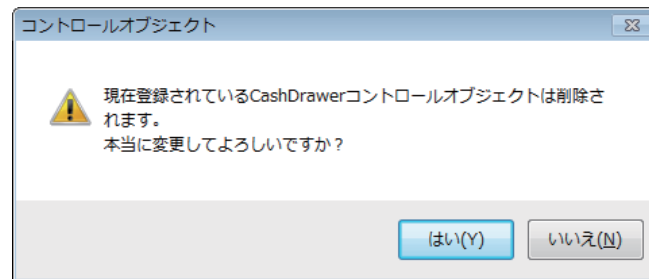 コントロールオブジェクト
現在登録されているCashDrawerコントロールオブジェクトは削除さ
れます。
本当に変更してよろしいですか？
はい(Y)
いいえ(N)